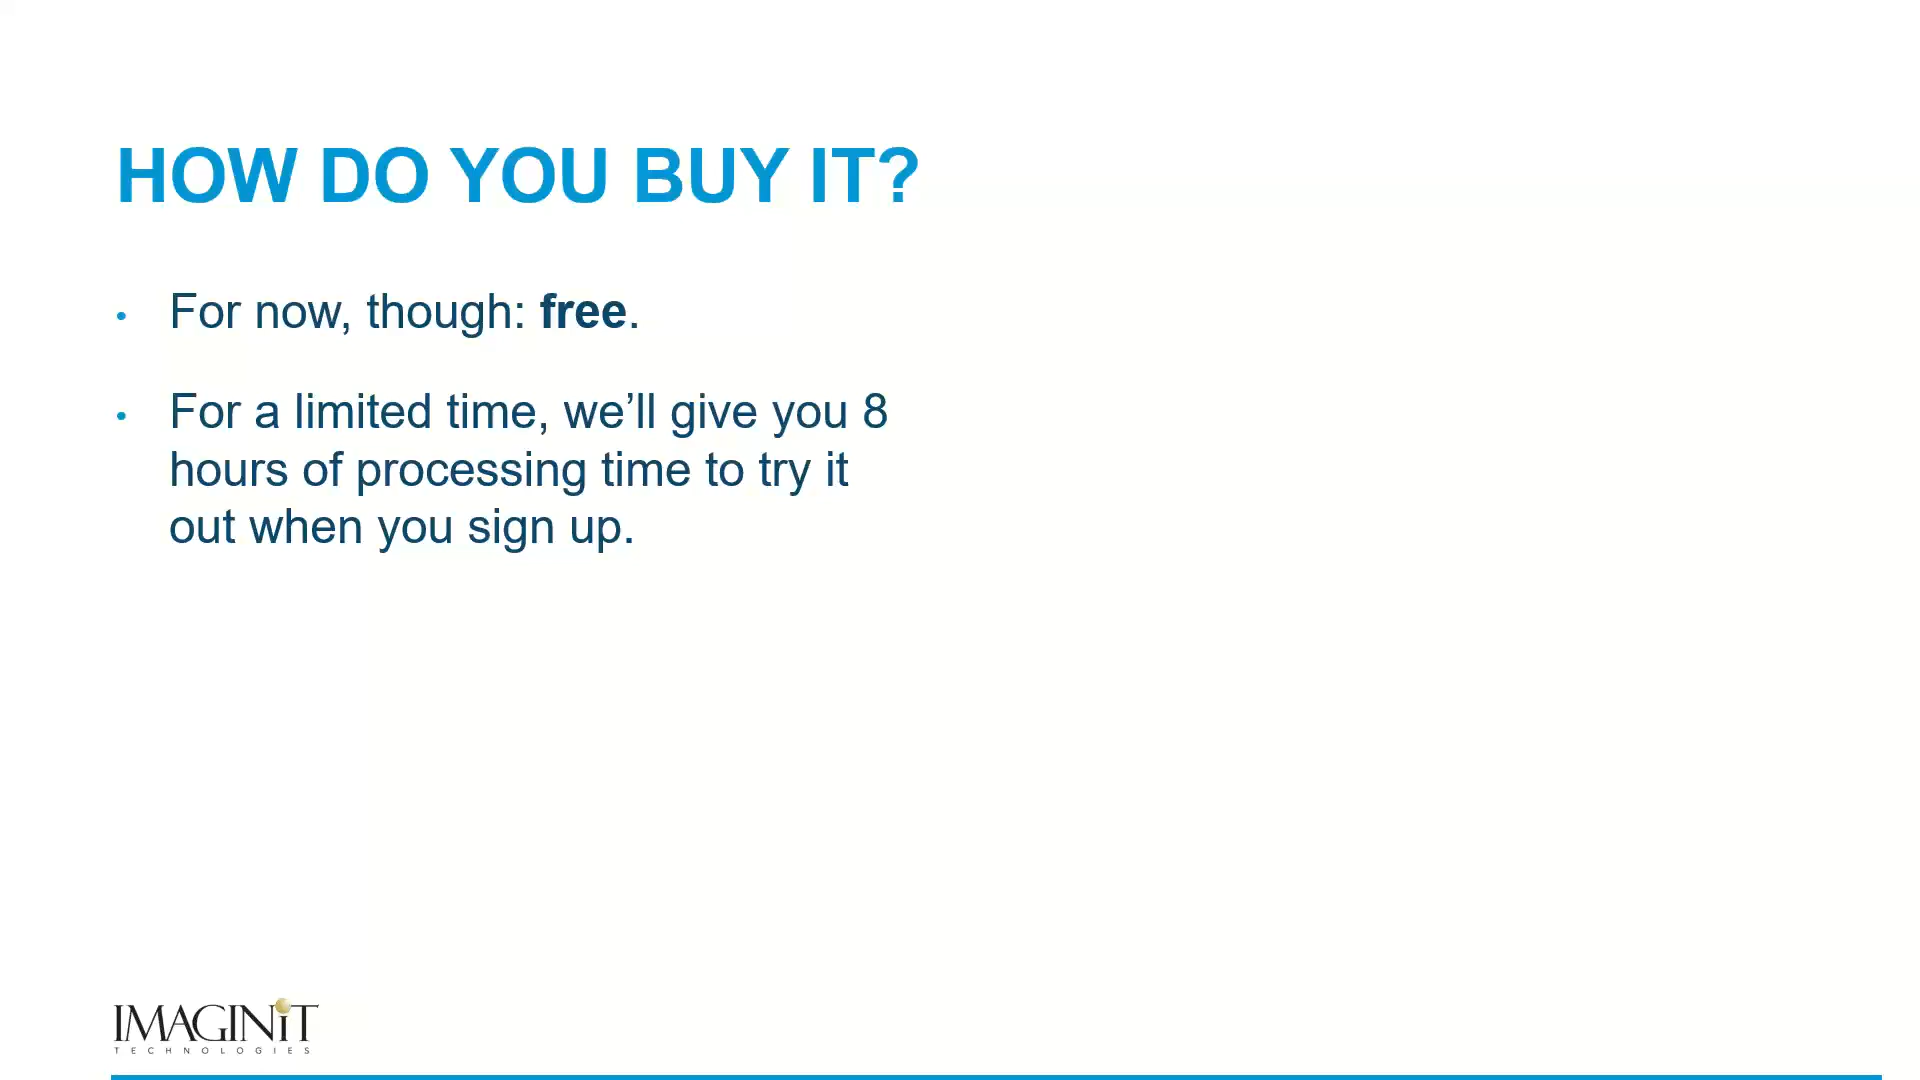 HOW DO YOU BUY IT?
• For now, though: free.
• For a limited time, we’ll give you 8
hours of processing time to try it
out when you sign up.
IMAGINiT
TECHNOLOGIES